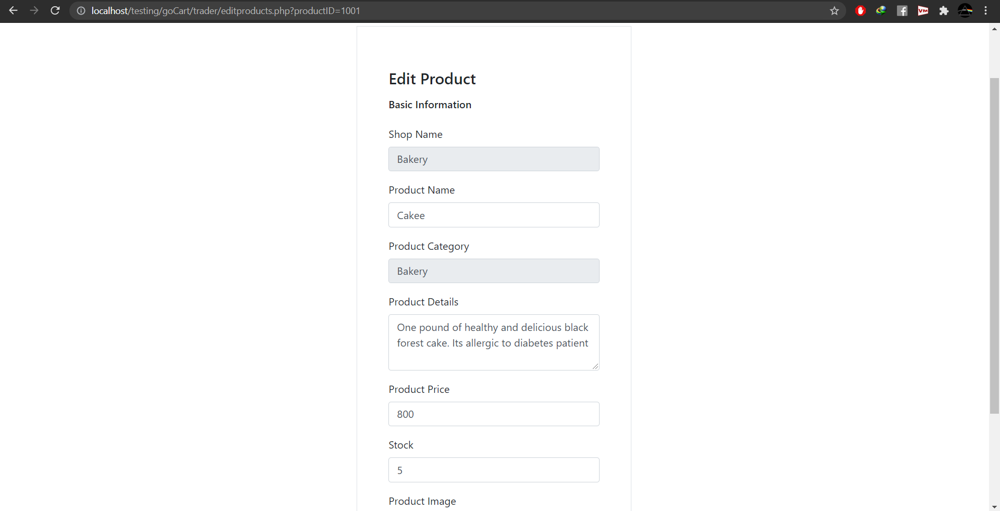 localhost/testing/goCart/trader/editproducts.php?productID=1001
VM
Edit Product
Basic Information
Shop Name
Bakery
Product Name
Cakee
Product Category
Bakery
Product Details
One pound of healthy and delicious black
forest cake. Its allergic to diabetes patient
Product Price
800
Stock
5
Product Image